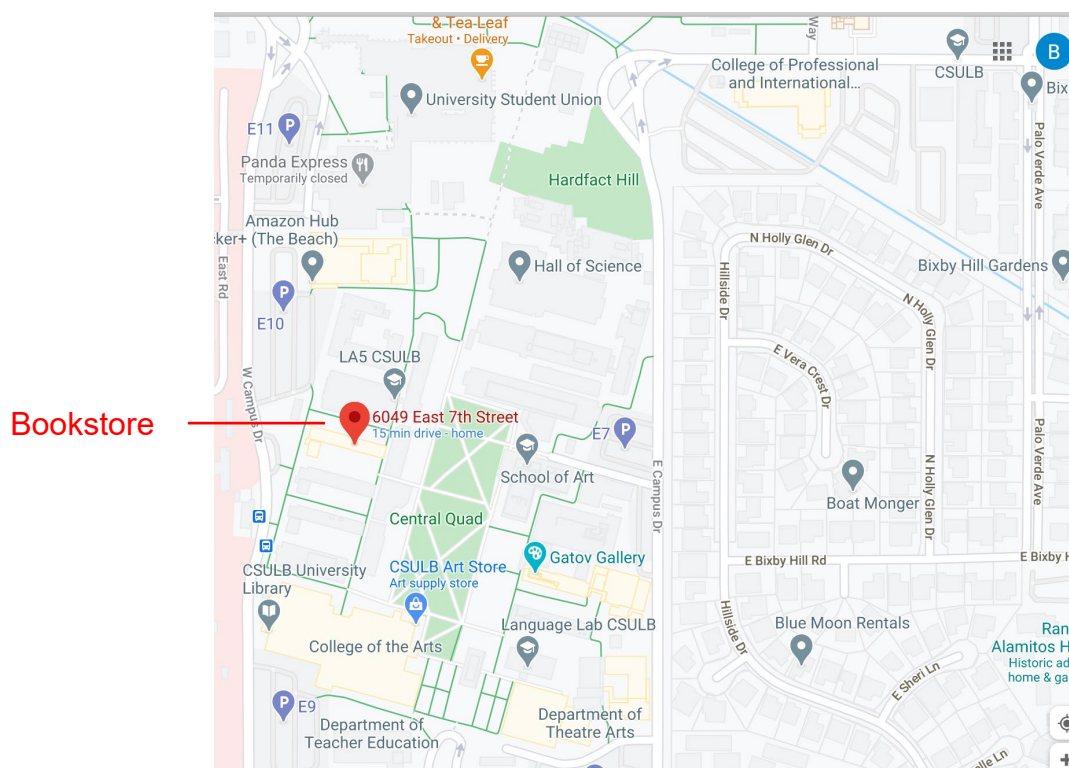 & Tea Leaf
Takeout • Delivery
Way
CSULB
B
College of Professional
and International...
Bix
University Student Union
E11
P
Panda Express
Temporarily closed
Hardfact Hill
Palo Verde Ave
Amazon Hub
cker+ (The Beach)
N Holly Glen Dr
East Rd
Hall of Science
Hillside Dr
Bixby Hill Gardens
P
E10
N Holly Glen Dr
LA5 CSULB
E Vera Crest Dr
W Campus Dr
Bookstore
6049 East 7th Street
15 min drive - home
E7
P
School of Art
E Campus Dr
N Holly Glen Dr
Palo Verde Ave
Boat Monger
Central Quad
Gatov Gallery
E Bixby Hill Rd
E Bixby H
CSULB University
Library
CSULB Art Store
Art supply store
Hillside Dr
Language Lab CSULB
Blue Moon Rentals
Ran
Alamitos H
Historic ad
home & ga
College of the Arts
E Sheri Ln
P
E9
Department of
Teacher Education
Department of
Theatre Arts
elle Ln